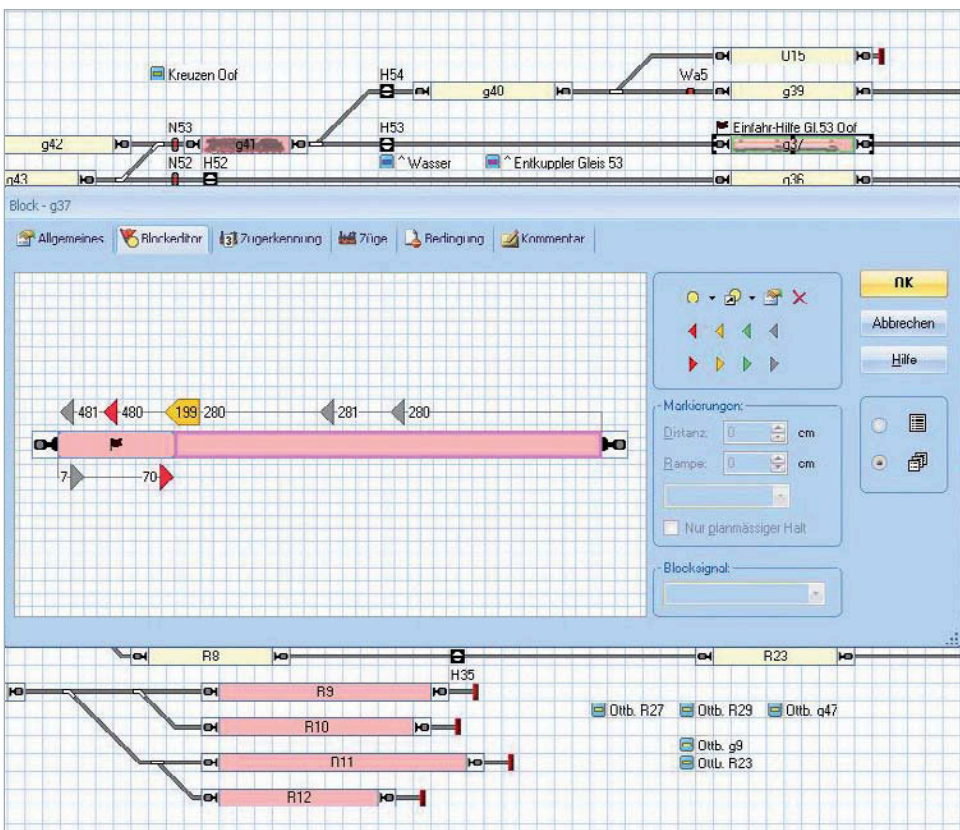 U15
Kreuzen Oof H54 Wa5
g40 g39
N53 H53 Einfahr-Hilfe Gl.53 Oof
g42 g41 g37
N52 H52 ^ Wasser ^ Entkuppler Gleis 53
g43 g36
Block - g37
Allgemeines Blockeditor Zugerkennung Züge Bedingung Kommentar
OK
Abbrechen
Hilfe
481 480 199 280 281 280
7 70
Markierungen:
Distanz: 0 cm
Rampe: 0 cm
Nur planmässiger Halt
Blocksignal:
R8 R23
H35
R9
Ottb. R27 Ottb. R29 Ottb. g47
R10
Ottb. g9
Ottb. R23
R11
R12